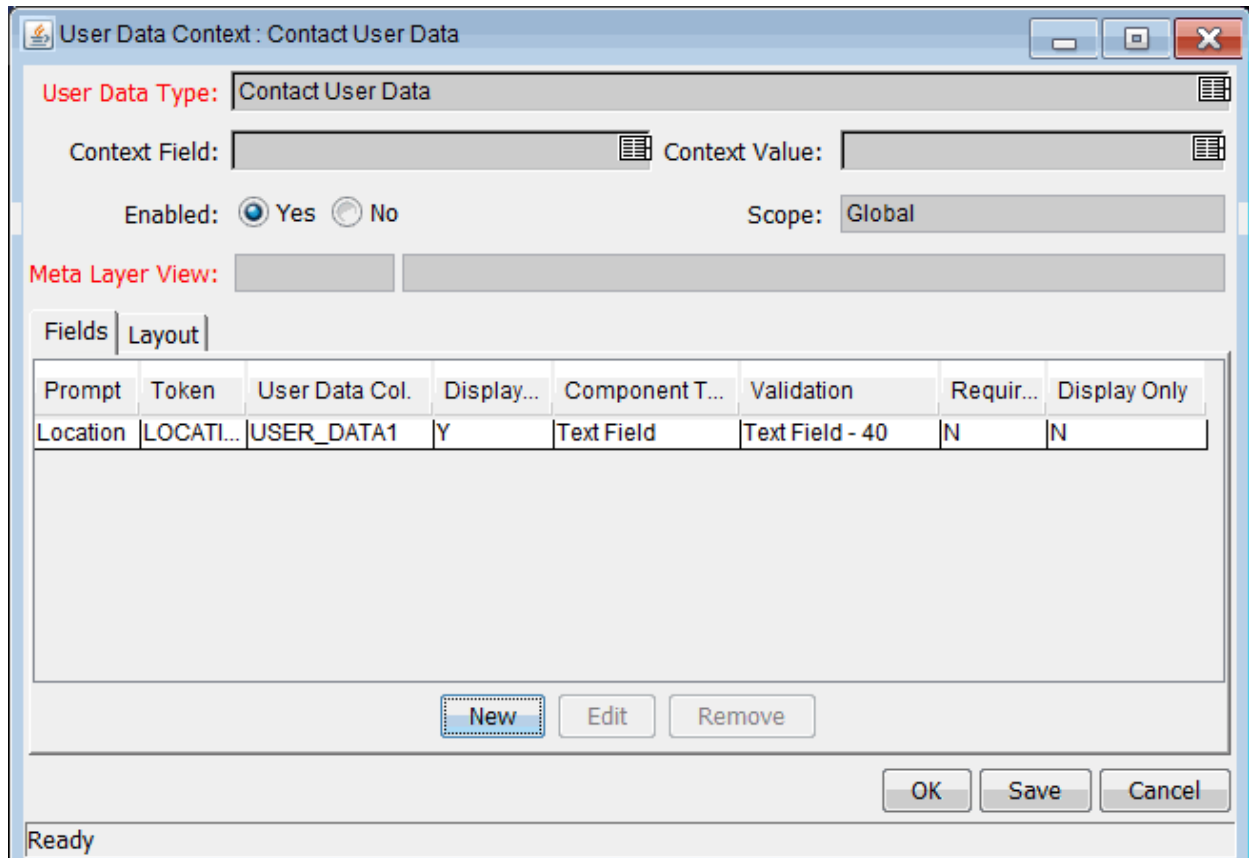 User Data Context : Contact User Data
User Data Type: Contact User Data
Context Field: Context Value:
Enabled: Yes No Scope: Global
Meta Layer View:
Fields Layout
Prompt Token User Data Col. Display... Component T... Validation Requir... Display Only
Location LOCATI... USER_DATA1 Y Text Field Text Field - 40 N N
New Edit Remove
OK Save Cancel
Ready